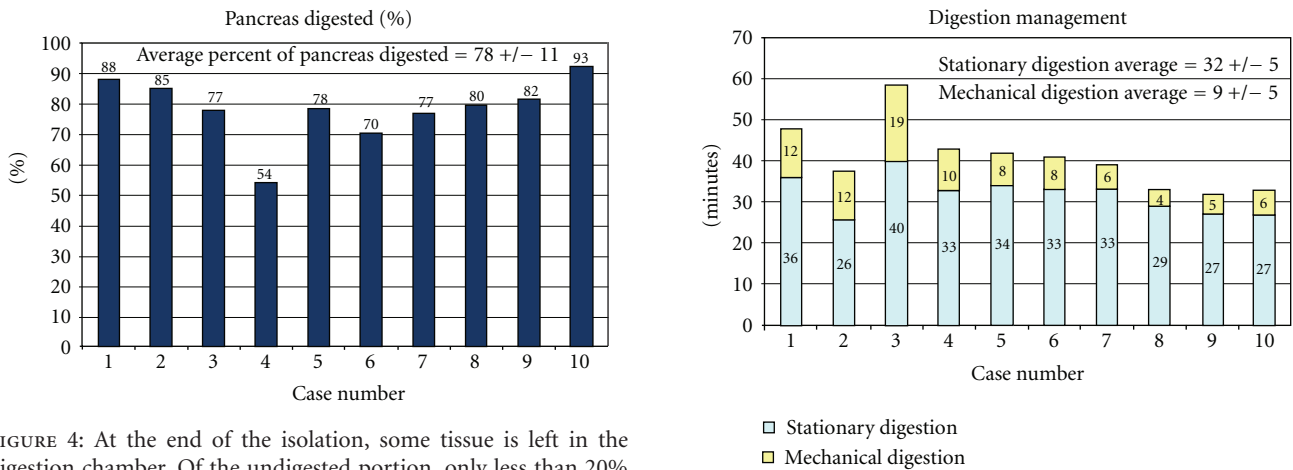 Pancreas digested (%)
Average percent of pancreas digested = 78 +/− 11
100
90
80
70
60
50
40
30
20
10
0
(%)
88
85
77
54
78
70
77
80
82
93
1 2 3 4 5 6 7 8 9 10
Case number
IGURE 4: At the end of the isolation, some tissue is left in the
igestion chamber. Of the undigested portion, only less than 20%
Digestion management
Stationary digestion average = 32 +/− 5
Mechanical digestion average = 9 +/− 5
70
60
50
40
30
20
10
0
(minutes)
12 12 19 10 8 8 6 4 5 6
36 26 40 33 34 33 33 29 27 27
1 2 3 4 5 6 7 8 9 10
Case number
Stationary digestion
Mechanical digestion